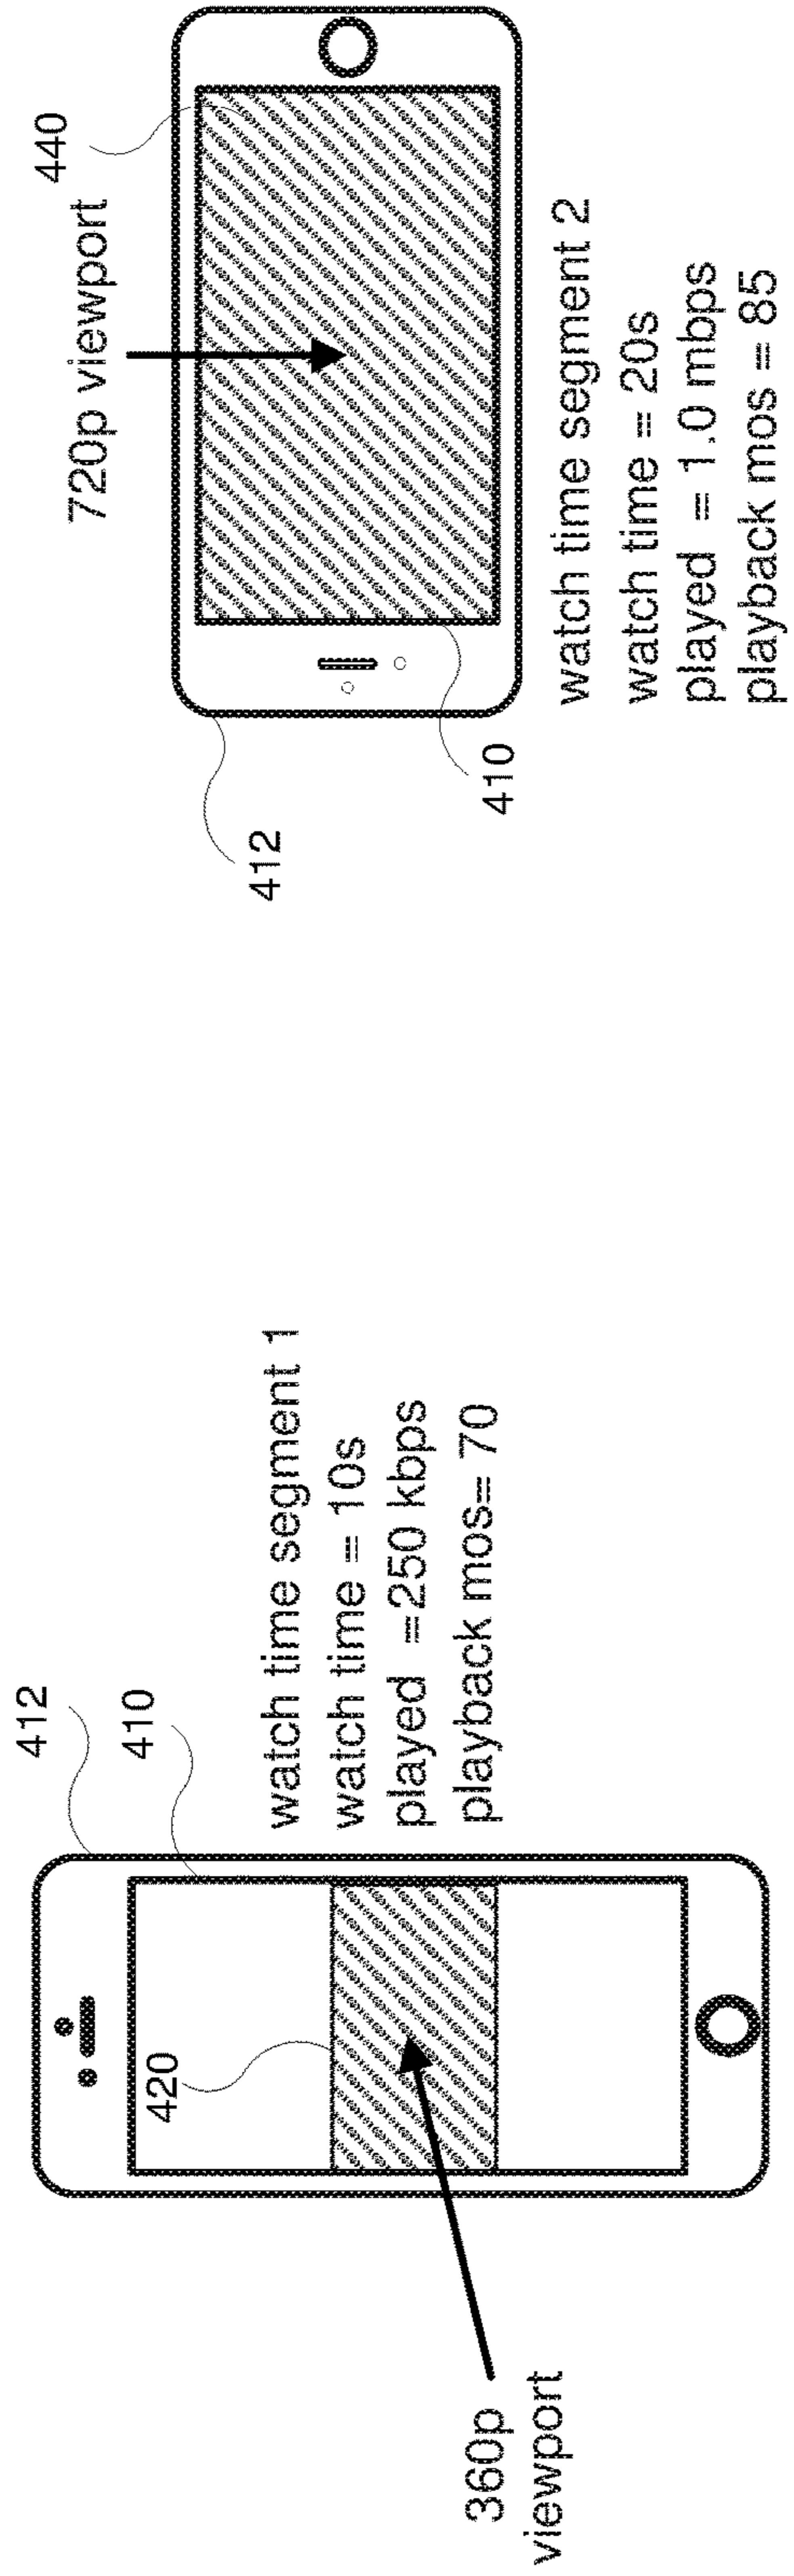 412
410
420
360p
viewport
watch time segment 1
watch time = 10s
played =250 kbps
playback mos= 70
720p viewport
440
412
410
watch time segment 2
watch time = 20s
played = 1.0 mbps
playback mos = 85